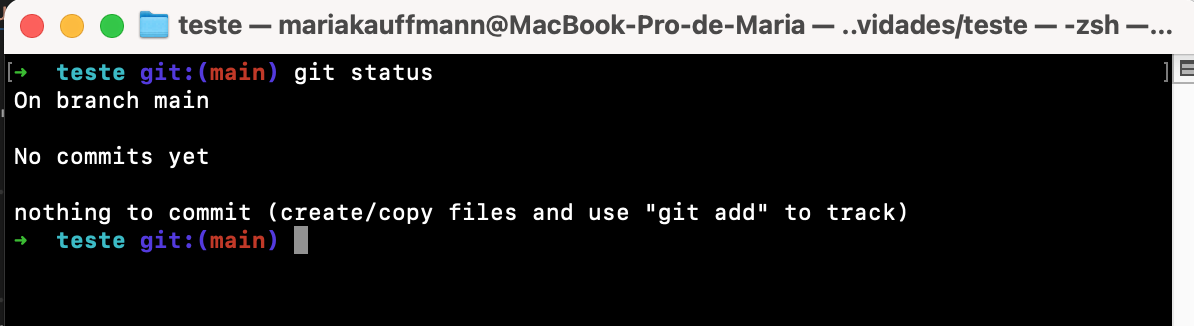 teste — mariakauffmann@MacBook-Pro-de-Maria — ..vidades/teste — -zsh —...
[➜  teste git:(main) git status ]
On branch main
No commits yet
nothing to commit (create/copy files and use "git add" to track)
➜  teste git:(main)